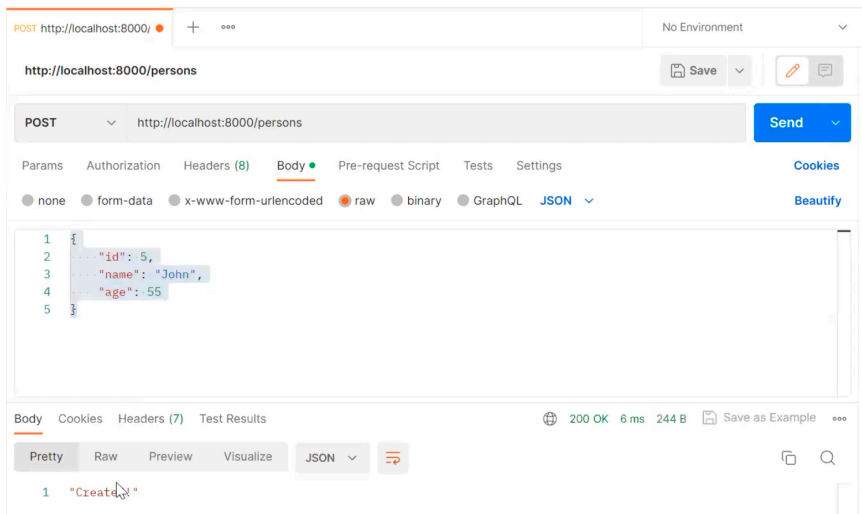 POST http://localhost:8000/
No Environment
http://localhost:8000/persons
Save
POST http://localhost:8000/persons Send
Params Authorization Headers (8) Body Pre-request Script Tests Settings Cookies
none form-data x-www-form-urlencoded raw binary GraphQL JSON Beautify
1 {
2 "id": 5,
3 "name": "John",
4 "age": 55
5 }
Body Cookies Headers (7) Test Results 200 OK 6 ms 244 B Save as Example
Pretty Raw Preview Visualize JSON
1